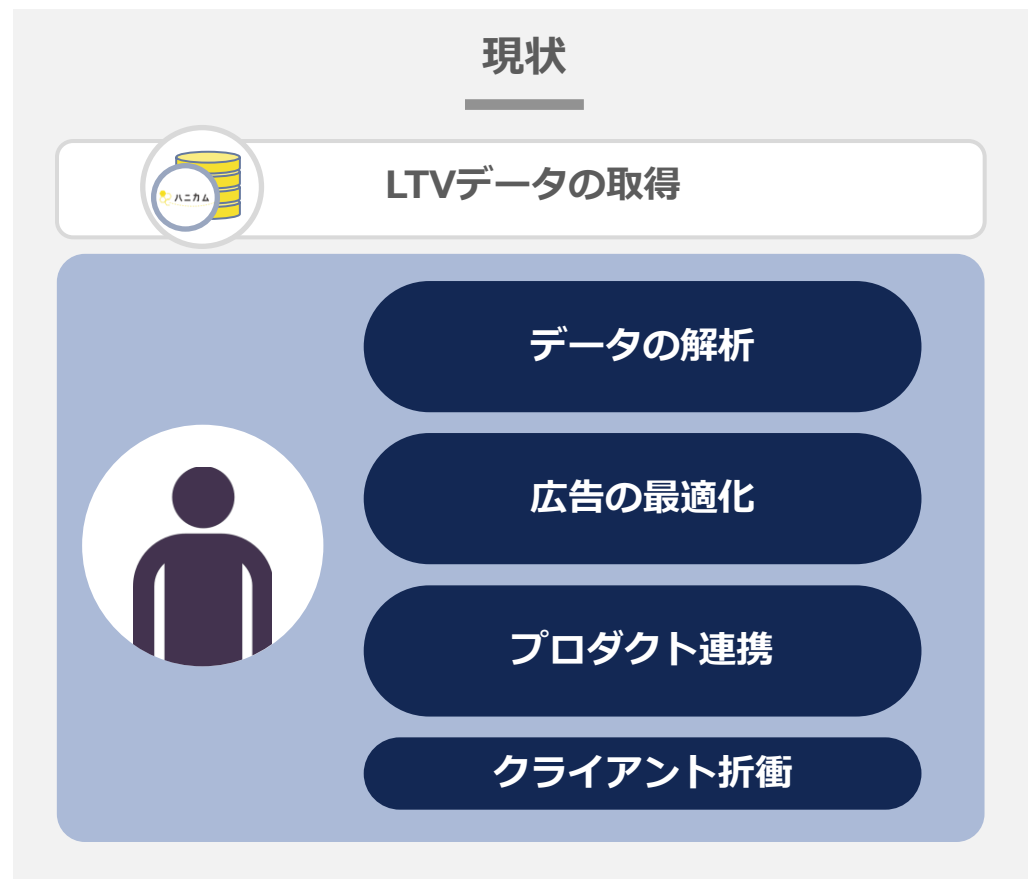 現状
LTVデータの取得
ハニカム
データの解析
広告の最適化
プロダクト連携
クライアント折衝